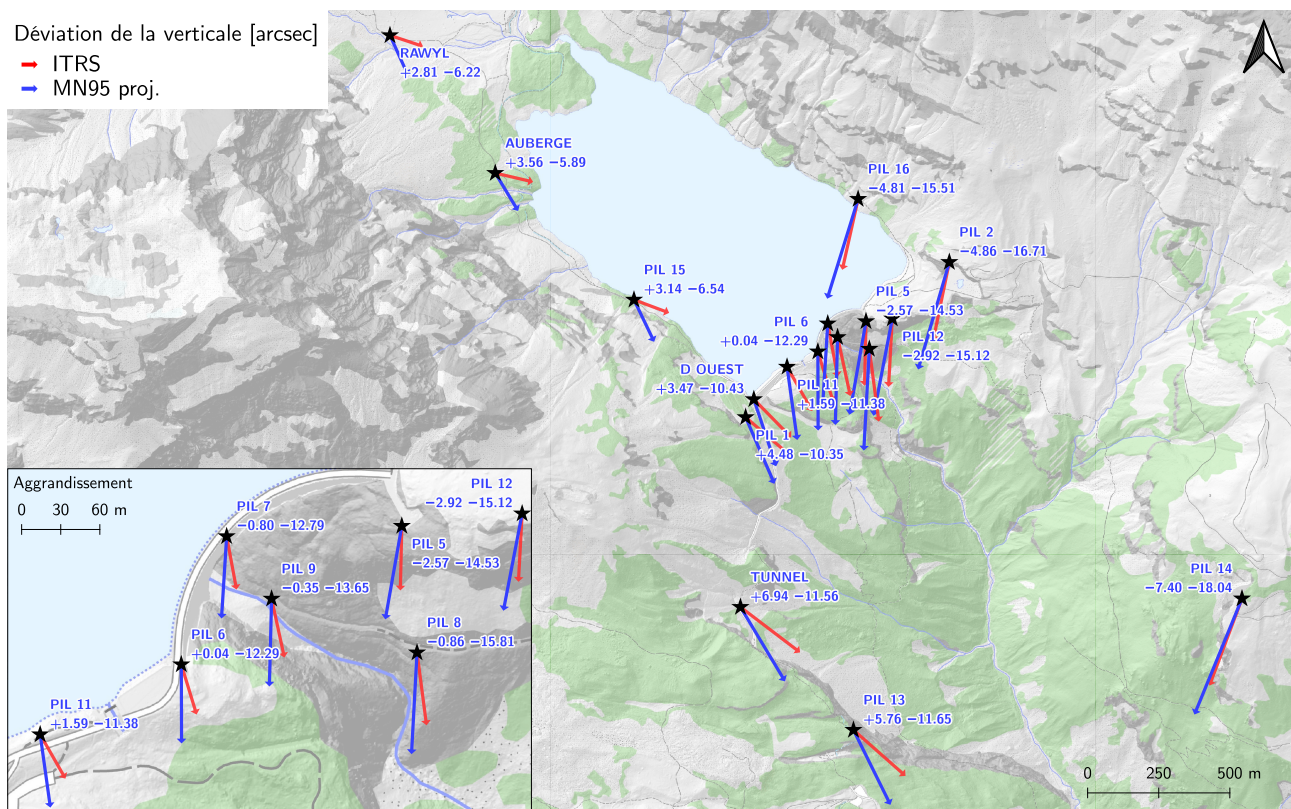 Déviation de la verticale [arcsec]
ITRS
MN95 proj.
RAWYL
+2.81 −6.22
AUBERGE
+3.56 −5.89
PIL 16
−4.81 −15.51
PIL 2
−4.86 −16.71
PIL 15
+3.14 −6.54
PIL 5
−2.57 −14.53
PIL 6
+0.04 −12.29
PIL 12
−2.92 −15.12
D OUEST
+3.47 −10.43
PIL 11
+1.59 −11.38
PIL 1
+4.48 −10.35
TUNNEL
+6.94 −11.56
PIL 14
−7.40 −18.04
PIL 13
+5.76 −11.65
0 250 500 m
Aggrandissement
0 30 60 m
PIL 12
−2.92 −15.12
PIL 7
−0.80 −12.79
PIL 5
−2.57 −14.53
PIL 9
−0.35 −13.65
PIL 8
−0.86 −15.81
PIL 6
+0.04 −12.29
PIL 11
+1.59 −11.38